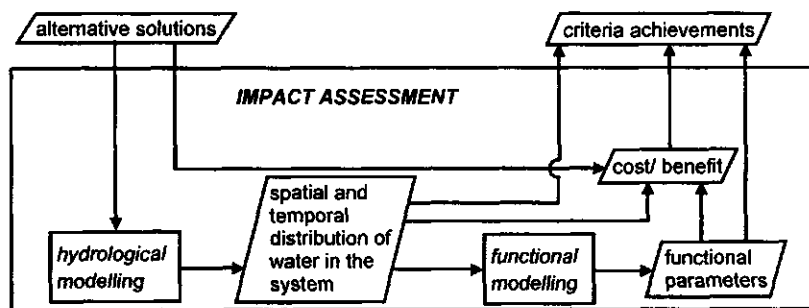 alternative solutions
criteria achievements
IMPACT ASSESSMENT
cost/ benefit
spatial and
temporal
distribution of
water in the
system
hydrological
modelling
functional
modelling
functional
parameters